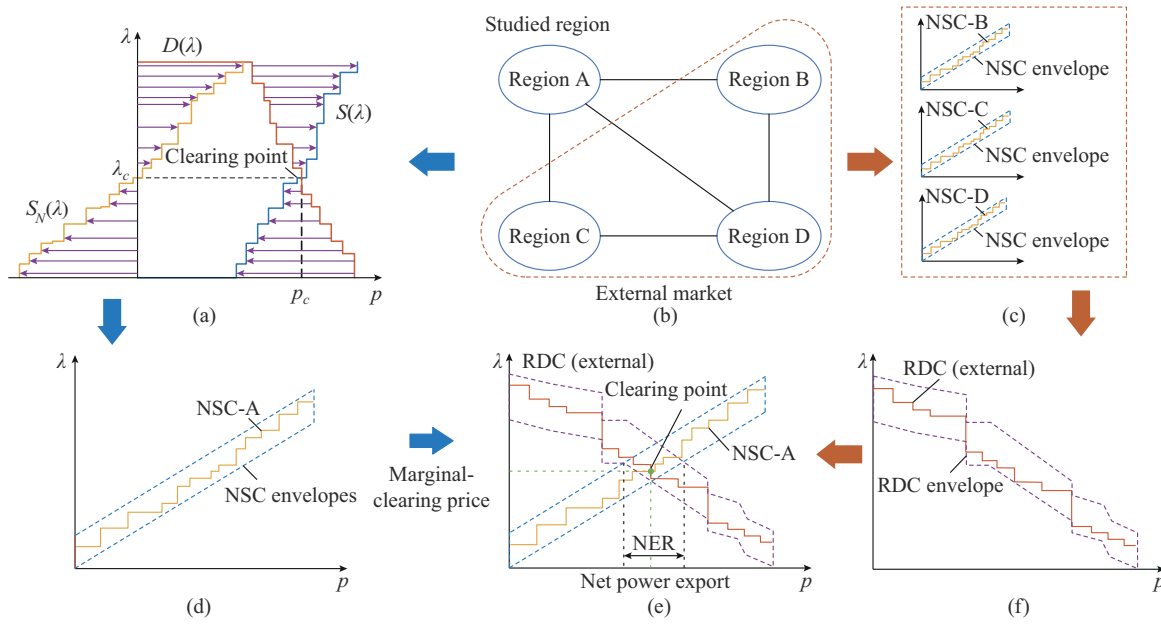 λ
D(λ)
S(λ)
Clearing point
λc
SN(λ)
pc
p
(a)
Studied region
Region A
Region B
Region C
Region D
External market
(b)
NSC-B
NSC envelope
NSC-C
NSC envelope
NSC-D
NSC envelope
(c)
λ
NSC-A
NSC envelopes
p
(d)
Marginal-
clearing price
λ
RDC (external)
Clearing point
NSC-A
NER
Net power export
p
(e)
λ
RDC (external)
RDC envelope
p
(f)